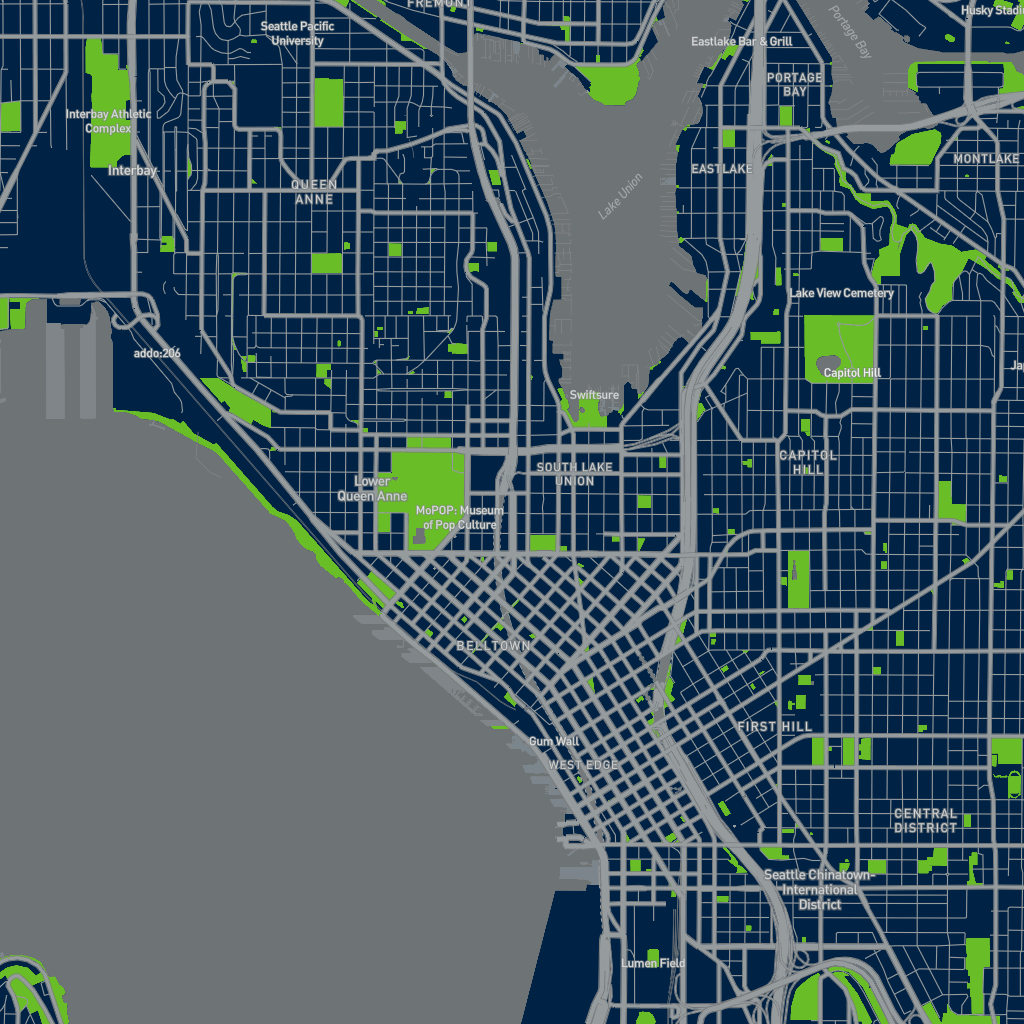 FREMONT
Husky Stadi
Seattle Pacific
University
Eastlake Bar & Grill
Portage Bay
PORTAGE
BAY
Interbay Athletic
Complex
Interbay
EASTLAKE
MONTLAKE
QUEEN
ANNE
Lake Union
Lake View Cemetery
addo:206
Capitol Hill
Ja
Swiftsure
CAPITOL
HILL
SOUTH LAKE
UNION
Lower
Queen Anne
MoPOP: Museum
of Pop Culture
BELLTOWN
FIRST HILL
Gum Wall
WEST EDGE
CENTRAL
DISTRICT
Seattle Chinatown-
International
District
Lumen Field